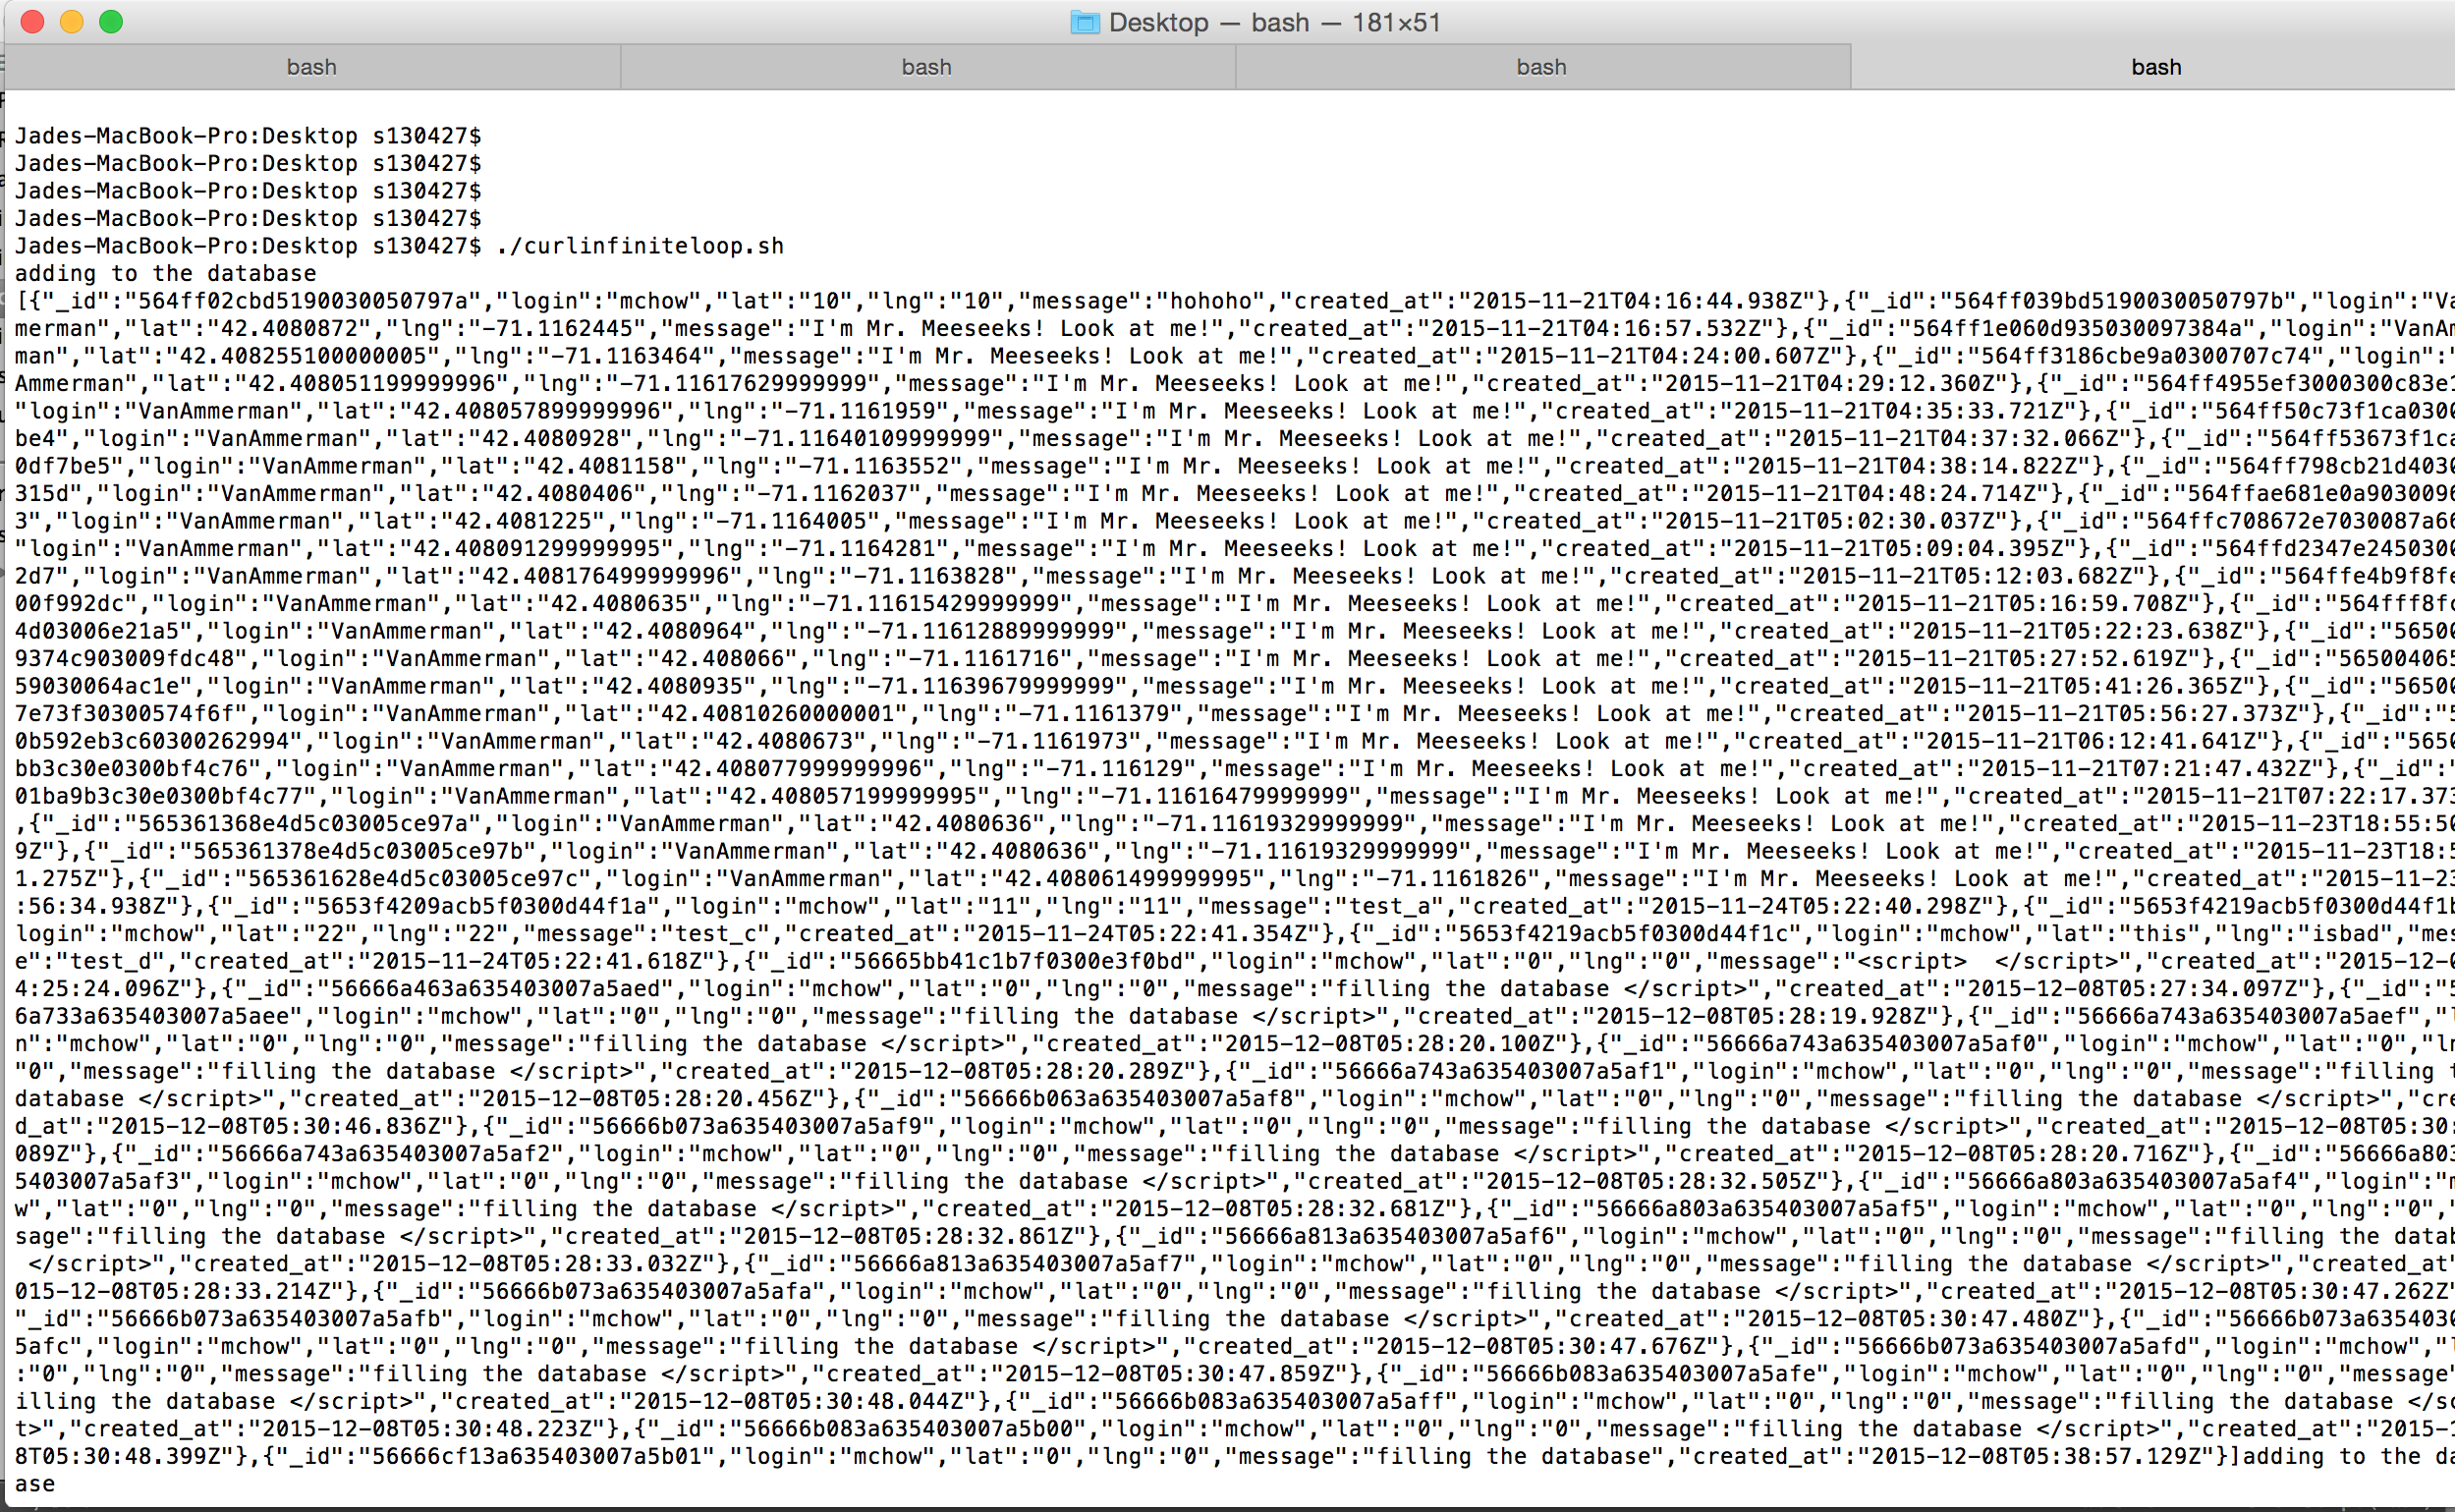 Desktop — bash — 181×51
bash bash bash bash
Jades-MacBook-Pro:Desktop s130427$
Jades-MacBook-Pro:Desktop s130427$
Jades-MacBook-Pro:Desktop s130427$
Jades-MacBook-Pro:Desktop s130427$
Jades-MacBook-Pro:Desktop s130427$ ./curlinfiniteloop.sh
adding to the database
[{"_id":"564ff02cbd5190030050797a","login":"mchow","lat":"10","lng":"10","message":"hohoho","created_at":"2015-11-21T04:16:44.938Z"},{"_id":"564ff039bd5190030050797b","login":"Va
merman","lat":"42.4080872","lng":"-71.1162445","message":"I'm Mr. Meeseeks! Look at me!","created_at":"2015-11-21T04:16:57.532Z"},{"_id":"564ff1e060d935030097384a","login":"VanAm
man","lat":"42.408255100000005","lng":"-71.1163464","message":"I'm Mr. Meeseeks! Look at me!","created_at":"2015-11-21T04:24:00.607Z"},{"_id":"564ff3186cbe9a0300707c74","login":"
Ammerman","lat":"42.408051199999996","lng":"-71.11617629999999","message":"I'm Mr. Meeseeks! Look at me!","created_at":"2015-11-21T04:29:12.360Z"},{"_id":"564ff4955ef3000300c83e1
"login":"VanAmmerman","lat":"42.408057899999996","lng":"-71.1161959","message":"I'm Mr. Meeseeks! Look at me!","created_at":"2015-11-21T04:35:33.721Z"},{"_id":"564ff50c73f1ca0300
be4","login":"VanAmmerman","lat":"42.4080928","lng":"-71.11640109999999","message":"I'm Mr. Meeseeks! Look at me!","created_at":"2015-11-21T04:37:32.066Z"},{"_id":"564ff53673f1ca
0df7be5","login":"VanAmmerman","lat":"42.4081158","lng":"-71.1163552","message":"I'm Mr. Meeseeks! Look at me!","created_at":"2015-11-21T04:38:14.822Z"},{"_id":"564ff798cb21d4030
315d","login":"VanAmmerman","lat":"42.4080406","lng":"-71.1162037","message":"I'm Mr. Meeseeks! Look at me!","created_at":"2015-11-21T04:48:24.714Z"},{"_id":"564ffae681e0a9030096
3","login":"VanAmmerman","lat":"42.4081225","lng":"-71.1164005","message":"I'm Mr. Meeseeks! Look at me!","created_at":"2015-11-21T05:02:30.037Z"},{"_id":"564ffc708672e7030087a66
"login":"VanAmmerman","lat":"42.408091299999995","lng":"-71.1164281","message":"I'm Mr. Meeseeks! Look at me!","created_at":"2015-11-21T05:09:04.395Z"},{"_id":"564ffd2347e2450300
2d7","login":"VanAmmerman","lat":"42.408176499999996","lng":"-71.1163828","message":"I'm Mr. Meeseeks! Look at me!","created_at":"2015-11-21T05:12:03.682Z"},{"_id":"564ffe4b9f8fe
00f992dc","login":"VanAmmerman","lat":"42.4080635","lng":"-71.11615429999999","message":"I'm Mr. Meeseeks! Look at me!","created_at":"2015-11-21T05:16:59.708Z"},{"_id":"564fff8fc
4d03006e21a5","login":"VanAmmerman","lat":"42.4080964","lng":"-71.11612889999999","message":"I'm Mr. Meeseeks! Look at me!","created_at":"2015-11-21T05:22:23.638Z"},{"_id":"56500
9374c903009fdc48","login":"VanAmmerman","lat":"42.408066","lng":"-71.1161716","message":"I'm Mr. Meeseeks! Look at me!","created_at":"2015-11-21T05:27:52.619Z"},{"_id":"565004065
59030064ac1e","login":"VanAmmerman","lat":"42.4080935","lng":"-71.11639679999999","message":"I'm Mr. Meeseeks! Look at me!","created_at":"2015-11-21T05:41:26.365Z"},{"_id":"56500
7e73f30300574f6f","login":"VanAmmerman","lat":"42.40810260000001","lng":"-71.1161379","message":"I'm Mr. Meeseeks! Look at me!","created_at":"2015-11-21T05:56:27.373Z"},{"_id":"5
0b592eb3c60300262994","login":"VanAmmerman","lat":"42.4080673","lng":"-71.1161973","message":"I'm Mr. Meeseeks! Look at me!","created_at":"2015-11-21T06:12:41.641Z"},{"_id":"5650
bb3c30e0300bf4c76","login":"VanAmmerman","lat":"42.408077999999996","lng":"-71.116129","message":"I'm Mr. Meeseeks! Look at me!","created_at":"2015-11-21T07:21:47.432Z"},{"_id":"
01ba9b3c30e0300bf4c77","login":"VanAmmerman","lat":"42.408057199999995","lng":"-71.11616479999999","message":"I'm Mr. Meeseeks! Look at me!","created_at":"2015-11-21T07:22:17.373
,{"_id":"565361368e4d5c03005ce97a","login":"VanAmmerman","lat":"42.4080636","lng":"-71.11619329999999","message":"I'm Mr. Meeseeks! Look at me!","created_at":"2015-11-23T18:55:50
9Z"},{"_id":"565361378e4d5c03005ce97b","login":"VanAmmerman","lat":"42.4080636","lng":"-71.11619329999999","message":"I'm Mr. Meeseeks! Look at me!","created_at":"2015-11-23T18:5
1.275Z"},{"_id":"565361628e4d5c03005ce97c","login":"VanAmmerman","lat":"42.408061499999995","lng":"-71.1161826","message":"I'm Mr. Meeseeks! Look at me!","created_at":"2015-11-23
:56:34.938Z"},{"_id":"5653f4209acb5f0300d44f1a","login":"mchow","lat":"11","lng":"11","message":"test_a","created_at":"2015-11-24T05:22:40.298Z"},{"_id":"5653f4219acb5f0300d44f1b
login":"mchow","lat":"22","lng":"22","message":"test_c","created_at":"2015-11-24T05:22:41.354Z"},{"_id":"5653f4219acb5f0300d44f1c","login":"mchow","lat":"this","lng":"isbad","mes
e":"test_d","created_at":"2015-11-24T05:22:41.618Z"},{"_id":"56665bb41c1b7f0300e3f0bd","login":"mchow","lat":"0","lng":"0","message":"<script>  </script>","created_at":"2015-12-0
4:25:24.096Z"},{"_id":"56666a463a635403007a5aed","login":"mchow","lat":"0","lng":"0","message":"filling the database </script>","created_at":"2015-12-08T05:27:34.097Z"},{"_id":"5
6a733a635403007a5aee","login":"mchow","lat":"0","lng":"0","message":"filling the database </script>","created_at":"2015-12-08T05:28:19.928Z"},{"_id":"56666a743a635403007a5aef","l
n":"mchow","lat":"0","lng":"0","message":"filling the database </script>","created_at":"2015-12-08T05:28:20.100Z"},{"_id":"56666a743a635403007a5af0","login":"mchow","lat":"0","ln
"0","message":"filling the database </script>","created_at":"2015-12-08T05:28:20.289Z"},{"_id":"56666a743a635403007a5af1","login":"mchow","lat":"0","lng":"0","message":"filling t
database </script>","created_at":"2015-12-08T05:28:20.456Z"},{"_id":"56666b063a635403007a5af8","login":"mchow","lat":"0","lng":"0","message":"filling the database </script>","cre
d_at":"2015-12-08T05:30:46.836Z"},{"_id":"56666b073a635403007a5af9","login":"mchow","lat":"0","lng":"0","message":"filling the database </script>","created_at":"2015-12-08T05:30:
089Z"},{"_id":"56666a743a635403007a5af2","login":"mchow","lat":"0","lng":"0","message":"filling the database </script>","created_at":"2015-12-08T05:28:20.716Z"},{"_id":"56666a803
5403007a5af3","login":"mchow","lat":"0","lng":"0","message":"filling the database </script>","created_at":"2015-12-08T05:28:32.505Z"},{"_id":"56666a803a635403007a5af4","login":"m
w","lat":"0","lng":"0","message":"filling the database </script>","created_at":"2015-12-08T05:28:32.681Z"},{"_id":"56666a803a635403007a5af5","login":"mchow","lat":"0","lng":"0","
sage":"filling the database </script>","created_at":"2015-12-08T05:28:32.861Z"},{"_id":"56666a813a635403007a5af6","login":"mchow","lat":"0","lng":"0","message":"filling the datab
</script>","created_at":"2015-12-08T05:28:33.032Z"},{"_id":"56666a813a635403007a5af7","login":"mchow","lat":"0","lng":"0","message":"filling the database </script>","created_at"
015-12-08T05:28:33.214Z"},{"_id":"56666b073a635403007a5afa","login":"mchow","lat":"0","lng":"0","message":"filling the database </script>","created_at":"2015-12-08T05:30:47.262Z"
"_id":"56666b073a635403007a5afb","login":"mchow","lat":"0","lng":"0","message":"filling the database </script>","created_at":"2015-12-08T05:30:47.480Z"},{"_id":"56666b073a6354030
5afc","login":"mchow","lat":"0","lng":"0","message":"filling the database </script>","created_at":"2015-12-08T05:30:47.676Z"},{"_id":"56666b073a635403007a5afd","login":"mchow","l
:"0","lng":"0","message":"filling the database </script>","created_at":"2015-12-08T05:30:47.859Z"},{"_id":"56666b083a635403007a5afe","login":"mchow","lat":"0","lng":"0","message"
illing the database </script>","created_at":"2015-12-08T05:30:48.044Z"},{"_id":"56666b083a635403007a5aff","login":"mchow","lat":"0","lng":"0","message":"filling the database </sc
t>","created_at":"2015-12-08T05:30:48.223Z"},{"_id":"56666b083a635403007a5b00","login":"mchow","lat":"0","lng":"0","message":"filling the database </script>","created_at":"2015-1
8T05:30:48.399Z"},{"_id":"56666cf13a635403007a5b01","login":"mchow","lat":"0","lng":"0","message":"filling the database","created_at":"2015-12-08T05:38:57.129Z"}]adding to the da
ase